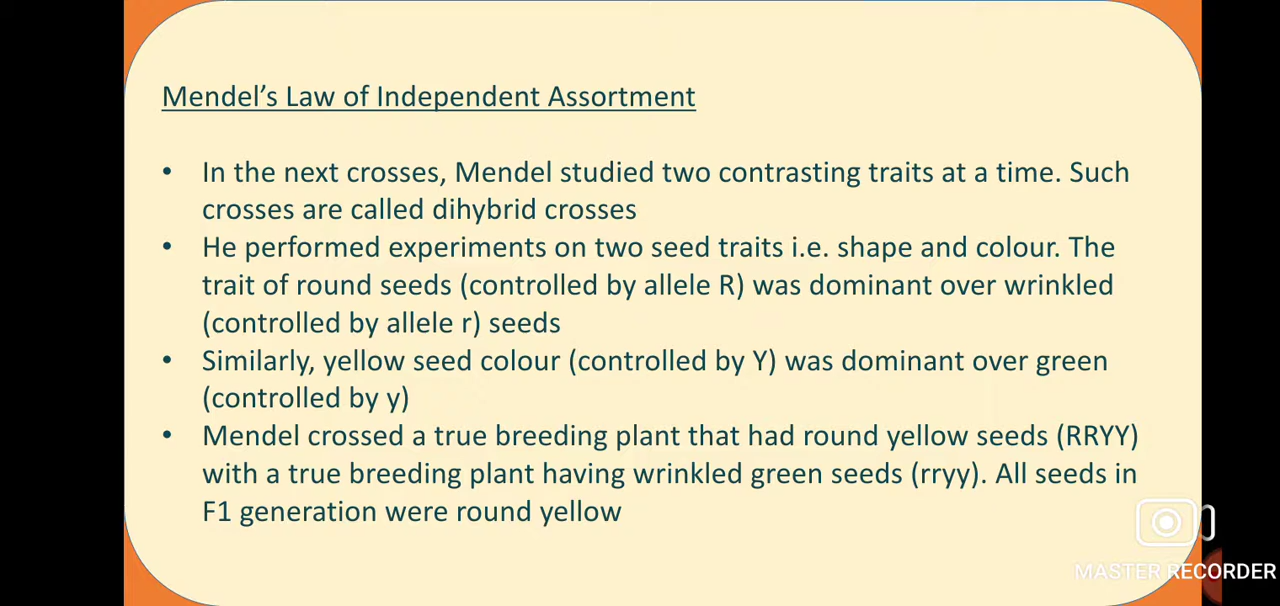 Mendel's Law of Independent Assortment
• In the next crosses, Mendel studied two contrasting traits at a time. Such
crosses are called dihybrid crosses
• He performed experiments on two seed traits i.e. shape and colour. The
trait of round seeds (controlled by allele R) was dominant over wrinkled
(controlled by allele r) seeds
• Similarly, yellow seed colour (controlled by Y) was dominant over green
(controlled by y)
• Mendel crossed a true breeding plant that had round yellow seeds (RRYY)
with a true breeding plant having wrinkled green seeds (rryy). All seeds in
F1 generation were round yellow
MASTER RECORDER